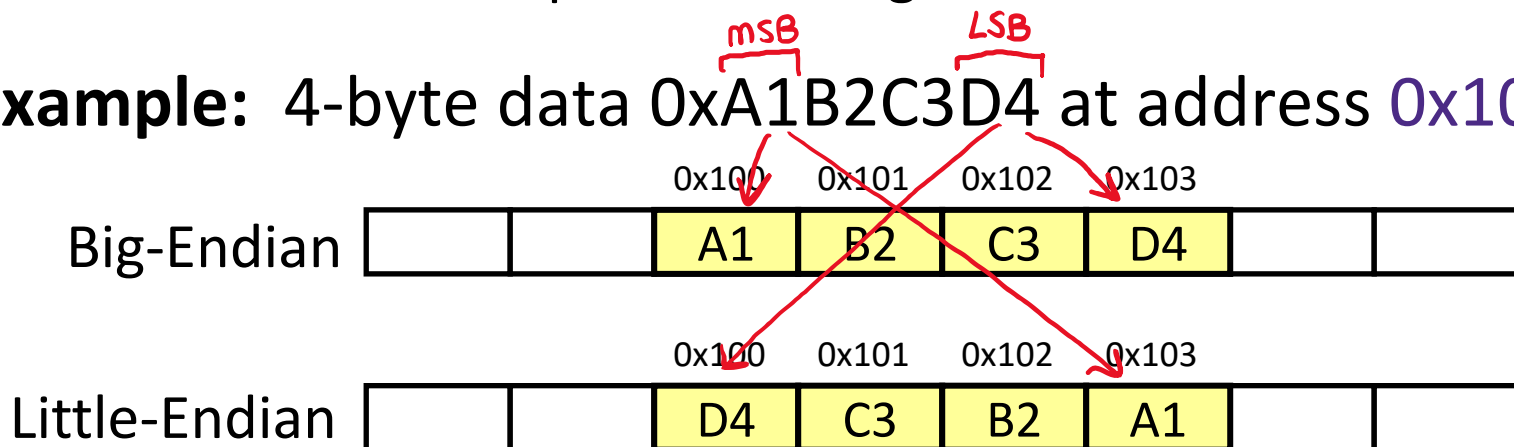 mSB LSB
xample: 4-byte data 0xA1B2C3D4 at address 0x10
0x100 0x101 0x102 0x103
Big-Endian A1 B2 C3 D4
0x100 0x101 0x102 0x103
Little-Endian D4 C3 B2 A1